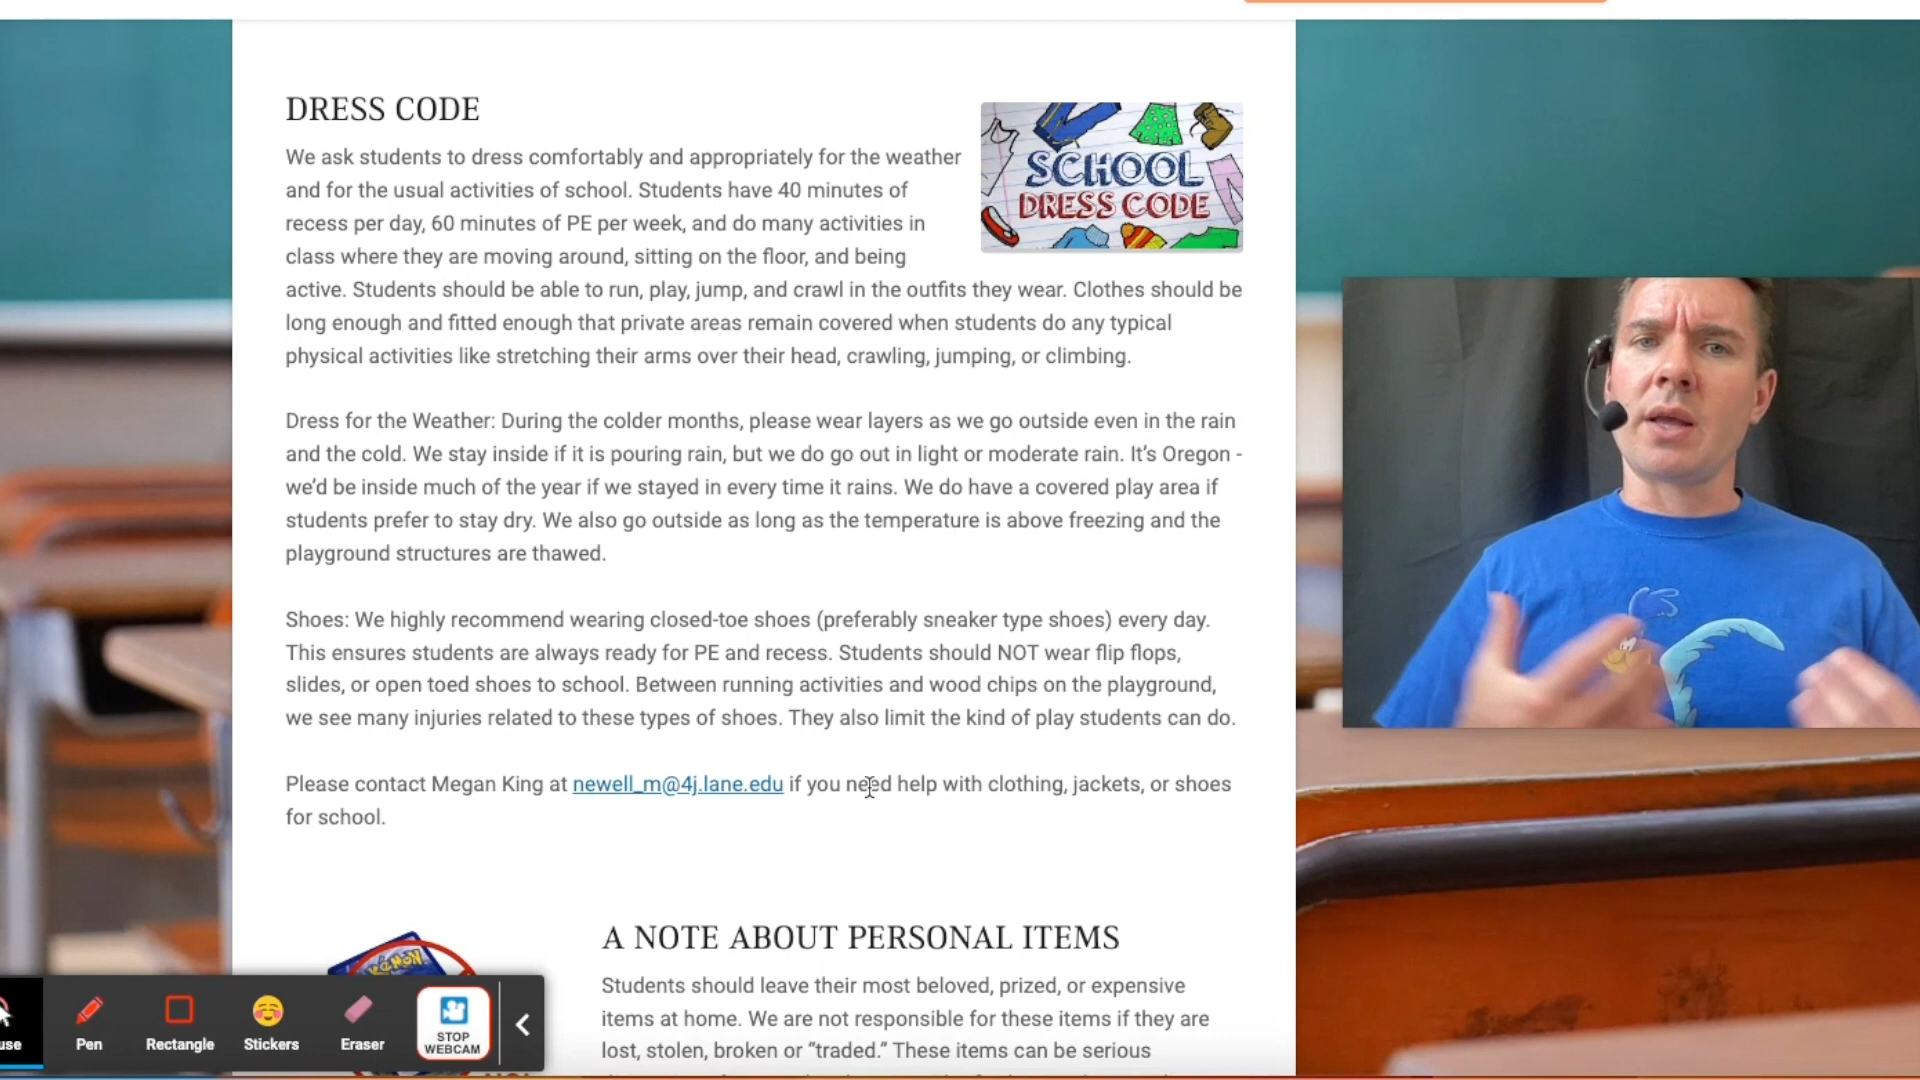 DRESS CODE
We ask students to dress comfortably and appropriately for the weather
and for the usual activities of school. Students have 40 minutes of
recess per day, 60 minutes of PE per week, and do many activities in
class where they are moving around, sitting on the floor, and being
active. Students should be able to run, play, jump, and crawl in the outfits they wear. Clothes should be
long enough and fitted enough that private areas remain covered when students do any typical
physical activities like stretching their arms over their head, crawling, jumping, or climbing.
SCHOOL
DRESS CODE
Dress for the Weather: During the colder months, please wear layers as we go outside even in the rain
and the cold. We stay inside if it is pouring rain, but we do go out in light or moderate rain. It’s Oregon -
we’d be inside much of the year if we stayed in every time it rains. We do have a covered play area if
students prefer to stay dry. We also go outside as long as the temperature is above freezing and the
playground structures are thawed.
Shoes: We highly recommend wearing closed-toe shoes (preferably sneaker type shoes) every day.
This ensures students are always ready for PE and recess. Students should NOT wear flip flops,
slides, or open toed shoes to school. Between running activities and wood chips on the playground,
we see many injuries related to these types of shoes. They also limit the kind of play students can do.
Please contact Megan King at newell_m@4j.lane.edu if you need help with clothing, jackets, or shoes
for school.
A NOTE ABOUT PERSONAL ITEMS
Students should leave their most beloved, prized, or expensive
items at home. We are not responsible for these items if they are
lost, stolen, broken or “traded.” These items can be serious
POKÉMON
use
Pen
Rectangle
Stickers
Eraser
STOP
WEBCAM